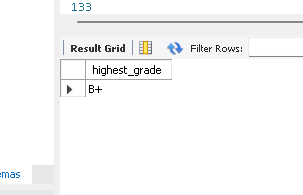 133
Result Grid Filter Rows:
highest_grade
B+
emas